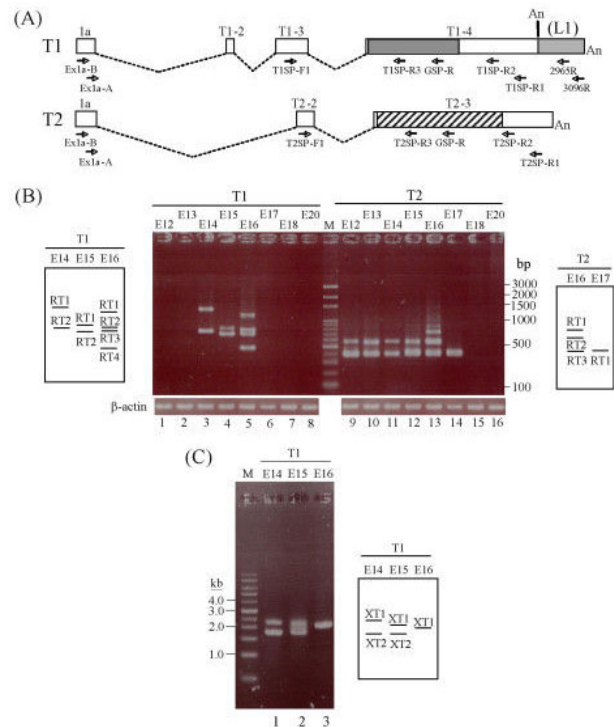 (A)
An
1a T1-2 T1-3 T1-4 (L1)
T1
Ex1a-B T1SP-F1 T1SP-R3 GSP-R T1SP-R2 2965R
Ex1a-A T1SP-R1 3096R
1a T2-2 T2-3
T2 An
Ex1a-B T2SP-F1 T2SP-R3 GSP-R T2SP-R2
Ex1a-A T2SP-R1
(B)
T1 T2
E13 E15 E17 E20 E13 E15 E17 E20
E12 E14 E16 E18 M E12 E14 E16 E18
bp
3000
2000
1500
1000
500
100
T1
E14 E15 E16
RT1 RT1 RT1
RT2 RT2 RT2
RT3
RT4
T2
E16 E17
RT1
RT2
RT3 RT1
β-actin
1 2 3 4 5 6 7 8 9 10 11 12 13 14 15 16
(C)
T1
M E14 E15 E16
kb
4.0
3.0
2.0
1.0
1 2 3
T1
E14 E15 E16
XT1 XT1 XT1
XT2 XT2